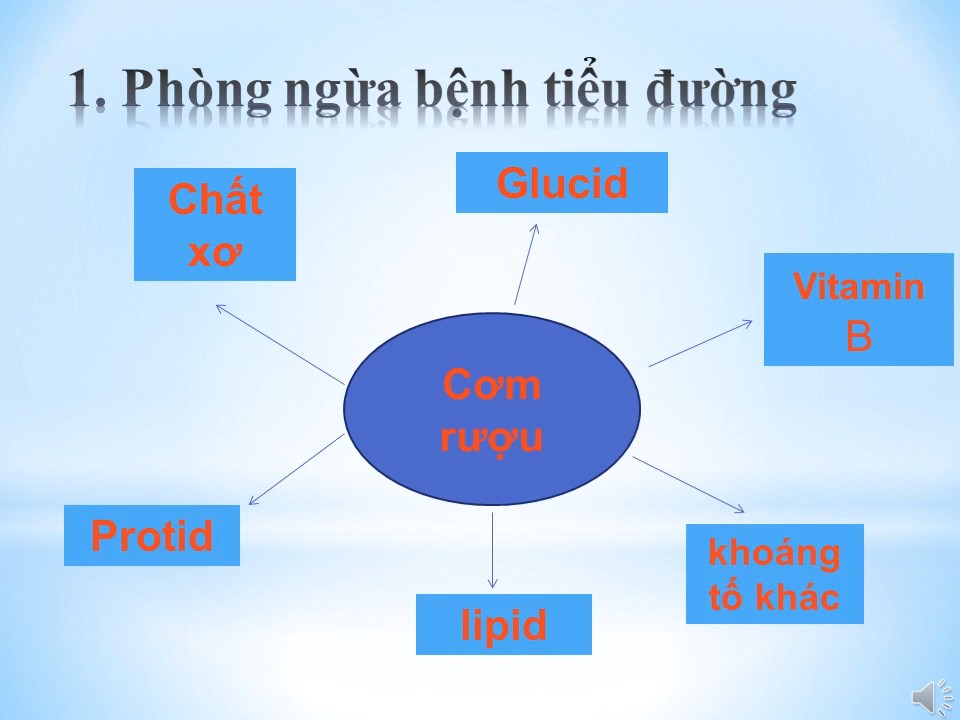 1. Phòng ngừa bệnh tiểu đường
Glucid
Chất
xơ
Vitamin
B
Cơm
rượu
Protid
khoáng
tố khác
lipid